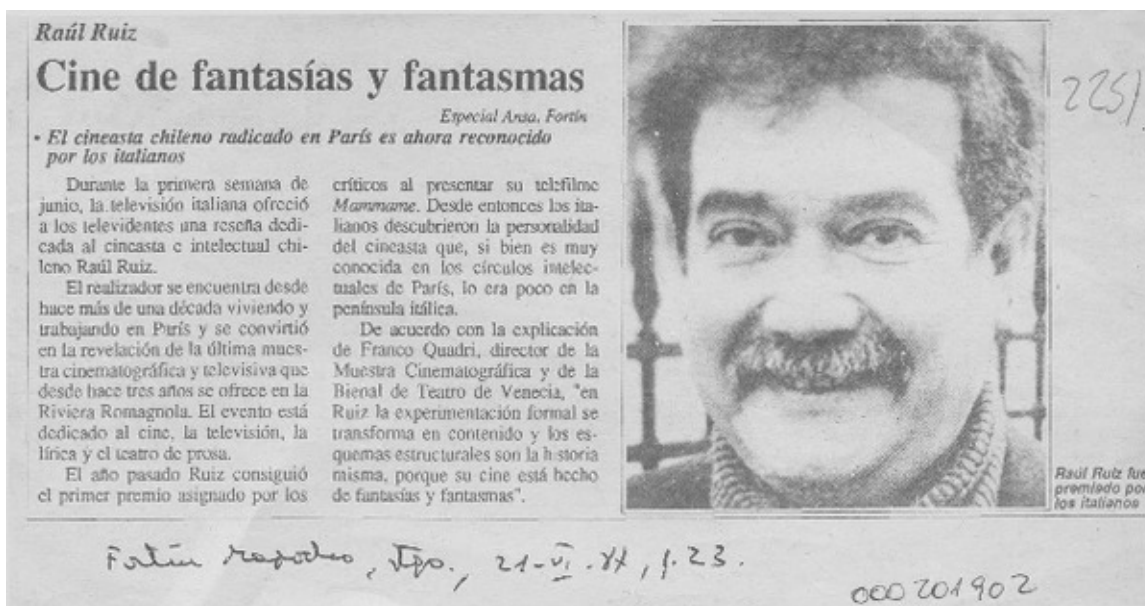 Raúl Ruiz
Cine de fantasías y fantasmas
Especial Ansa, Fortín
• El cineasta chileno radicado en París es ahora reconocido
por los italianos
Durante la primera semana de
junio, la televisión italiana ofreció
a los televidentes una reseña dedi-
cada al cineasta e intelectual chi-
leno Raúl Ruiz.
El realizador se encuentra desde
hace más de una década viviendo y
trabajando en París y se convirtió
en la revelación de la última mues-
tra cinematográfica y televisiva que
desde hace tres años se ofrece en la
Riviera Romagnola. El evento está
dedicado al cine, la televisión, la
lírica y el teatro de prosa.
El año pasado Ruiz consiguió
el primer premio asignado por los
críticos al presentar su telefilme
Mammame. Desde entonces los ita-
lianos descubrieron la personalidad
del cineasta que, si bien es muy
conocida en los círculos intelec-
tuales de París, lo era poco en la
península itálica.
De acuerdo con la explicación
de Franco Quadri, director de la
Muestra Cinematográfica y de la
Bienal de Teatro de Venecia, "en
Ruiz la experimentación formal se
transforma en contenido y los es-
quemas estructurales son la historia
misma, porque su cine está hecho
de fantasías y fantasmas".
Raúl Ruiz fue
premiado por
los italianos
Fortín Mapocho, Stgo., 21-VI- , p.23.
000201902